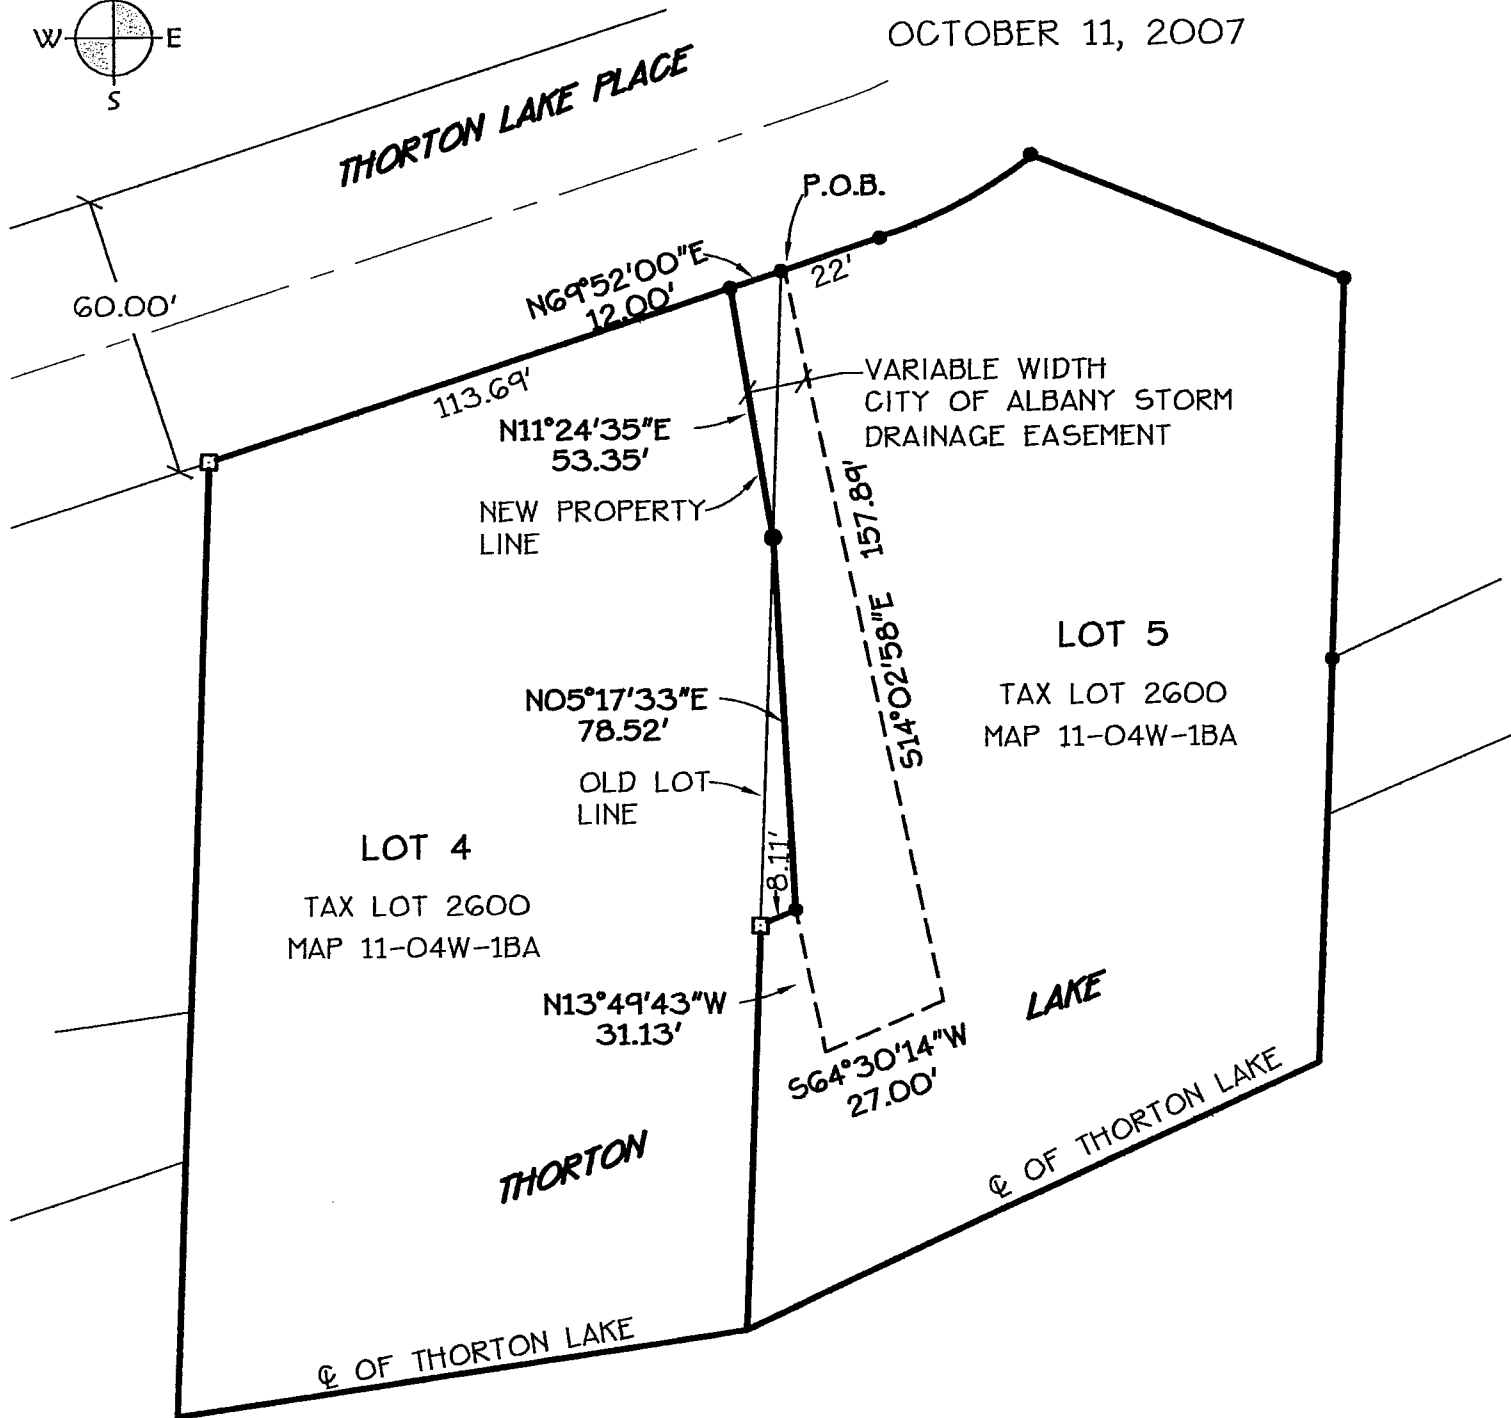 W E
S
OCTOBER 11, 2007
THORTON LAKE PLACE
P.O.B.
60.00'
N69°52'00"E
12.00'
22'
113.69'
VARIABLE WIDTH
CITY OF ALBANY STORM
DRAINAGE EASEMENT
N11°24'35"E
53.35'
NEW PROPERTY
LINE
S14°02'58"E 157.89'
LOT 5
TAX LOT 2600
MAP 11-04W-1BA
N05°17'33"E
78.52'
OLD LOT
LINE
8.11'
LOT 4
TAX LOT 2600
MAP 11-04W-1BA
N13°49'43"W
31.13'
S64°30'14"W
27.00'
THORTON LAKE
℄ OF THORTON LAKE
℄ OF THORTON LAKE